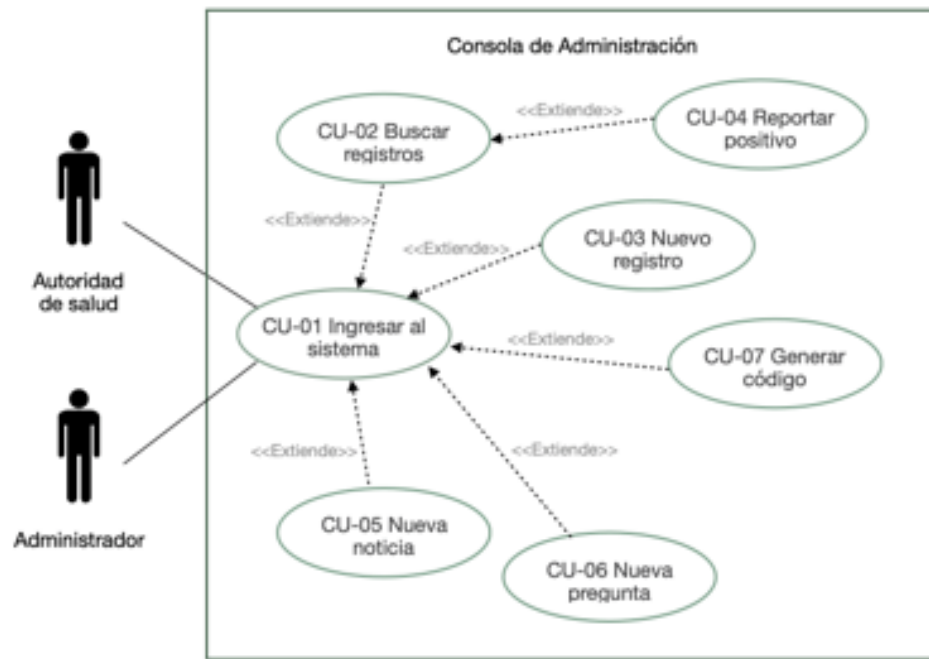 Consola de Administración
<<Extiende>>
CU-04 Reportar
positivo
CU-02 Buscar
registros
<<Extiende>>
CU-03 Nuevo
registro
<<Extiende>>
Autoridad
de salud
CU-01 Ingresar al
sistema
<<Extiende>>
CU-07 Generar
código
<<Extiende>>
<<Extiende>>
Administrador
CU-05 Nueva
noticia
CU-06 Nueva
pregunta